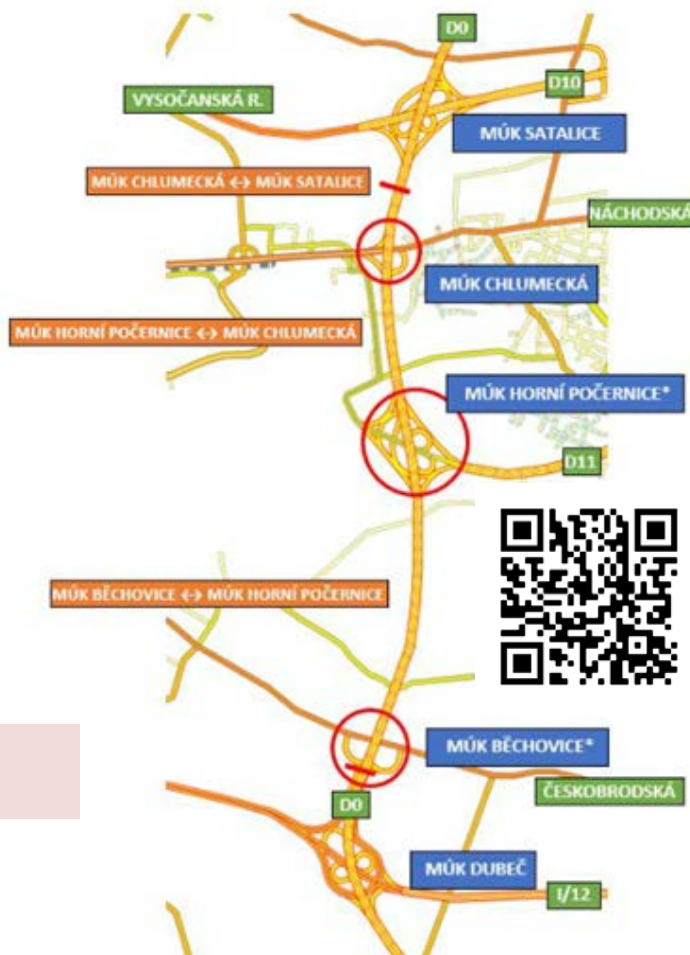 D0
D10
VYSOČANSKÁ R.
MÚK SATALICE
MÚK CHLUMECKÁ <-> MÚK SATALICE
NÁCHODSKÁ
MÚK CHLUMECKÁ
MÚK HORNÍ POČERNICE <-> MÚK CHLUMECKÁ
MÚK HORNÍ POČERNICE*
D11
MÚK BĚCHOVICE <-> MÚK HORNÍ POČERNICE
MÚK BĚCHOVICE*
ČESKOBRODSKÁ
D0
MÚK DUBEČ
I/12